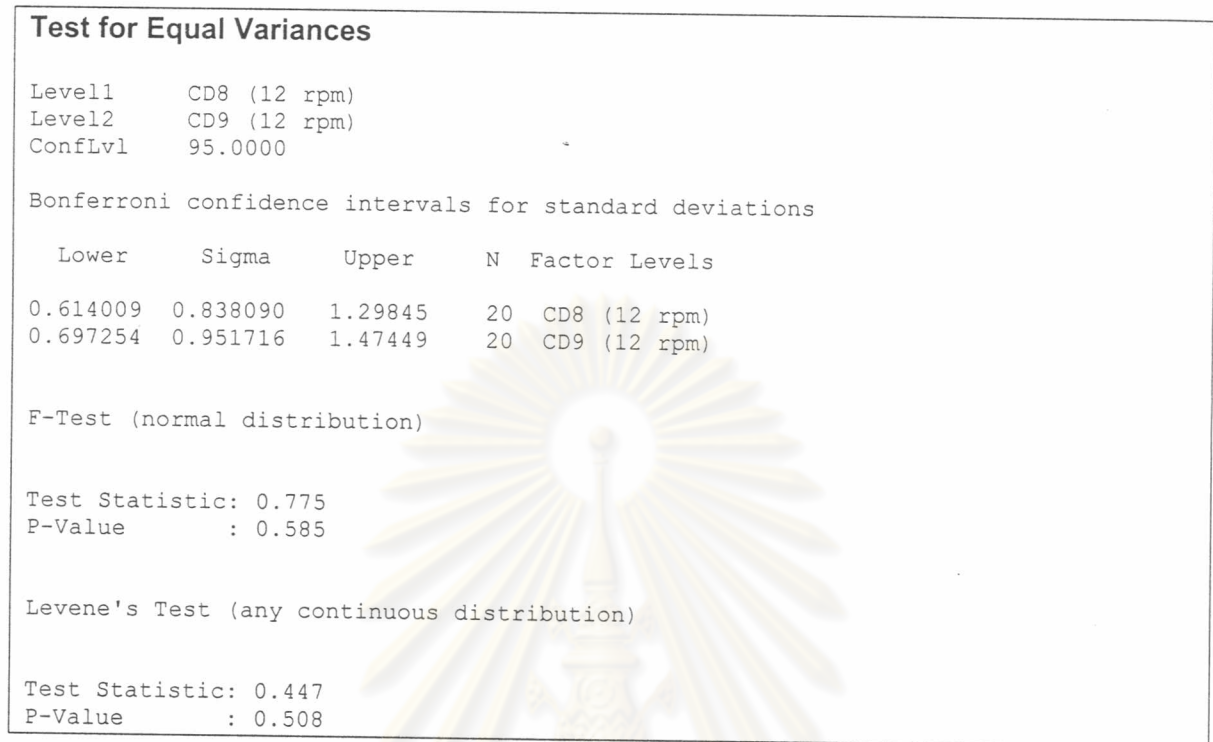 Test for Equal Variances
Level1 CD8 (12 rpm)
Level2 CD9 (12 rpm)
ConfLvl 95.0000
Bonferroni confidence intervals for standard deviations
Lower Sigma Upper N Factor Levels
0.614009 0.838090 1.29845 20 CD8 (12 rpm)
0.697254 0.951716 1.47449 20 CD9 (12 rpm)
F-Test (normal distribution)
Test Statistic: 0.775
P-Value : 0.585
Levene's Test (any continuous distribution)
Test Statistic: 0.447
P-Value : 0.508